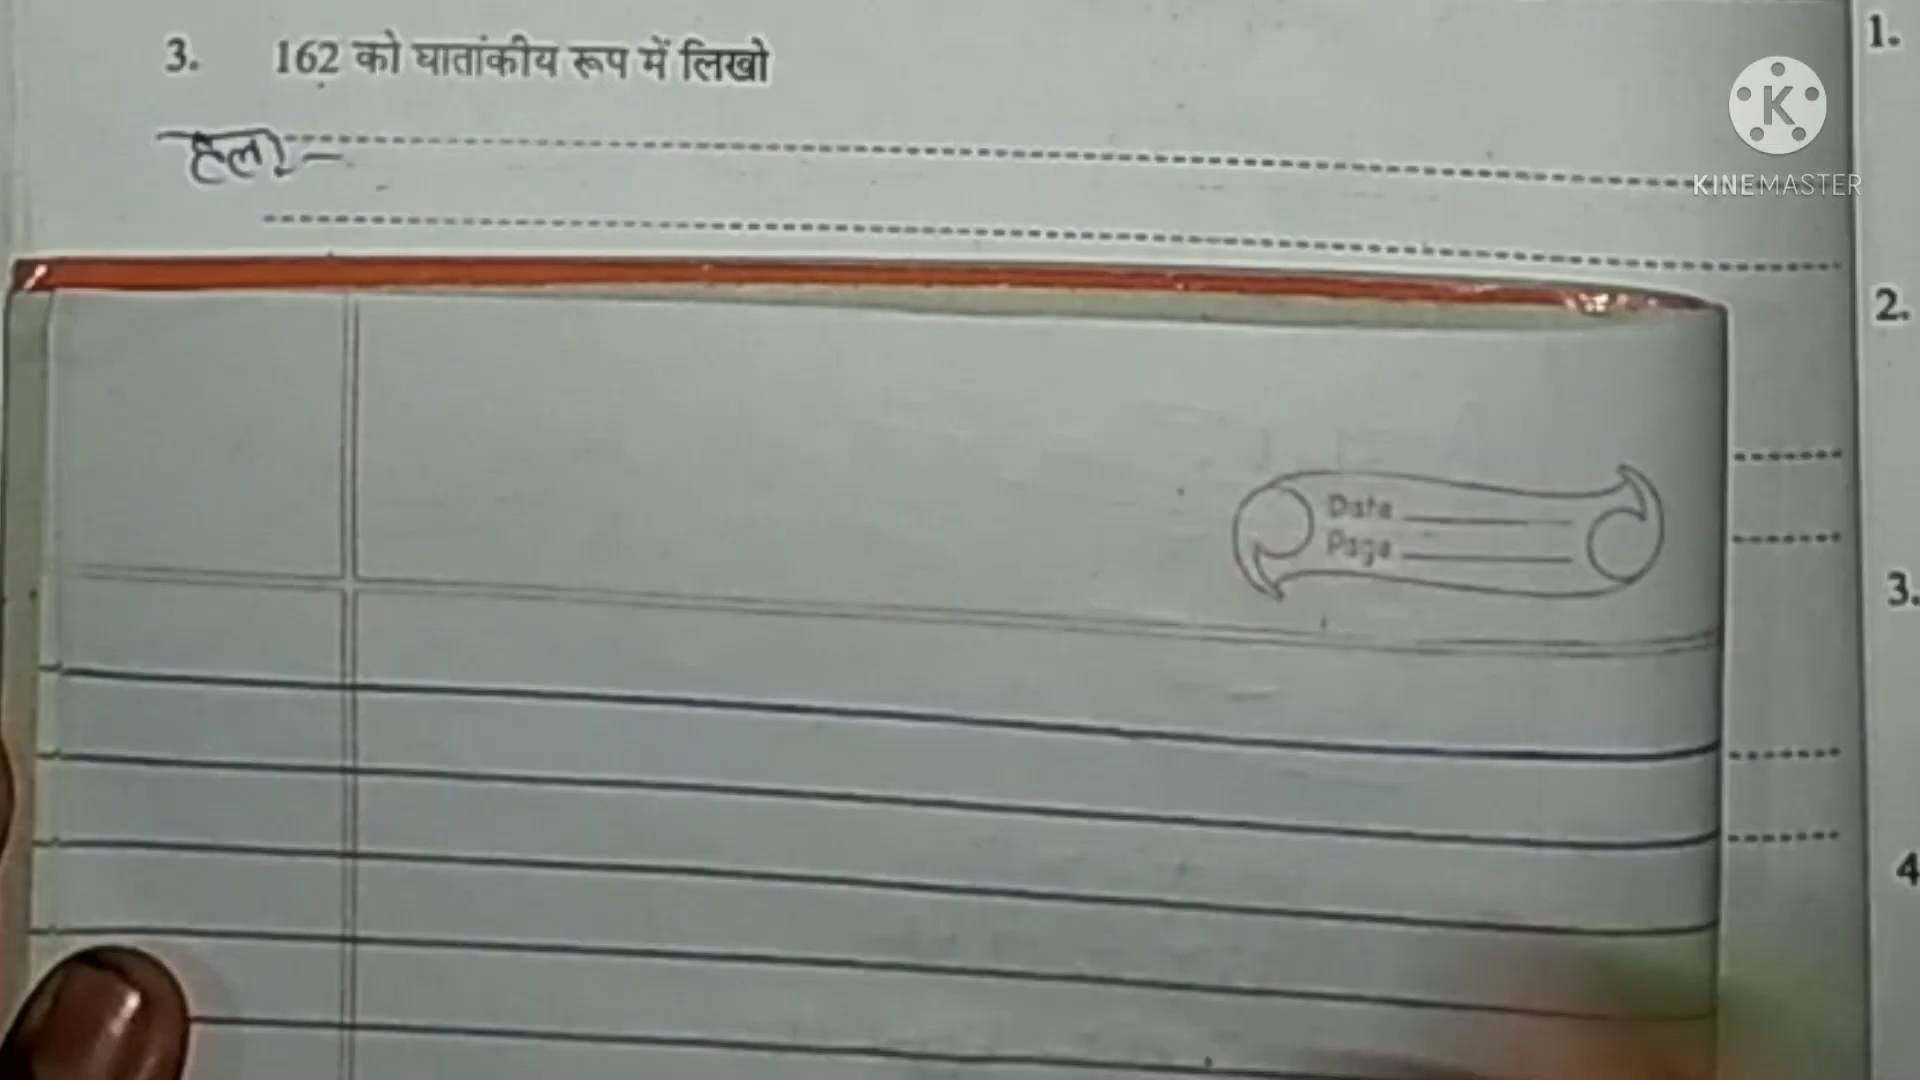 3. 162 को घातांकीय रूप में लिखो
हल:-
Date
Page
1.
2.
3.
4
K
KINEMASTER